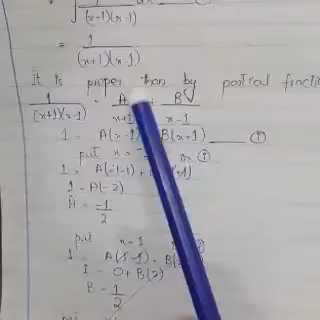 ∫ 1/((x+1)(x-1)) dx
= 1/((x+1)(x-1))
It is proper than by partial fractio
1/((x+1)(x-1)) = A/(x+1) + B/(x-1)
1 = A(x-1) + B(x+1) —— ①
put x = - ①
1 = A(-1-1) + +1)
1 = A(-2)
A = -1/2
put x = 1
1 = A( -1) + B(
1 = 0 + B(2)
B = 1/2